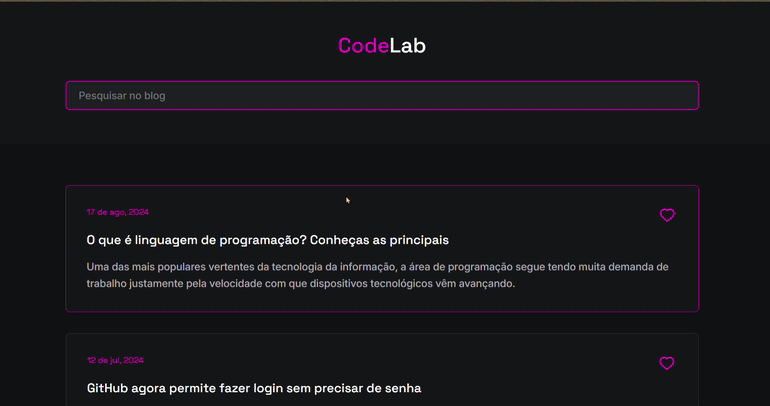 CodeLab
Pesquisar no blog
17 de ago, 2024
O que é linguagem de programação? Conheças as principais
Uma das mais populares vertentes da tecnologia da informação, a área de programação segue tendo muita demanda de
trabalho justamente pela velocidade com que dispositivos tecnológicos vêm avançando.
12 de jul, 2024
GitHub agora permite fazer login sem precisar de senha